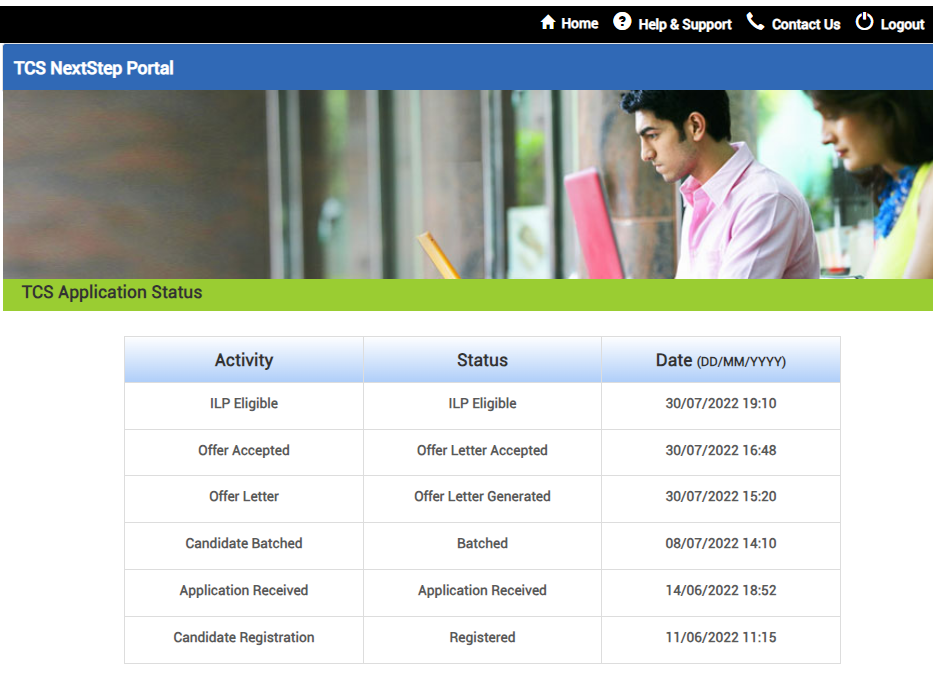 Home Help & Support Contact Us Logout
TCS NextStep Portal
TCS Application Status
Activity Status Date (DD/MM/YYYY)
ILP Eligible ILP Eligible 30/07/2022 19:10
Offer Accepted Offer Letter Accepted 30/07/2022 16:48
Offer Letter Offer Letter Generated 30/07/2022 15:20
Candidate Batched Batched 08/07/2022 14:10
Application Received Application Received 14/06/2022 18:52
Candidate Registration Registered 11/06/2022 11:15